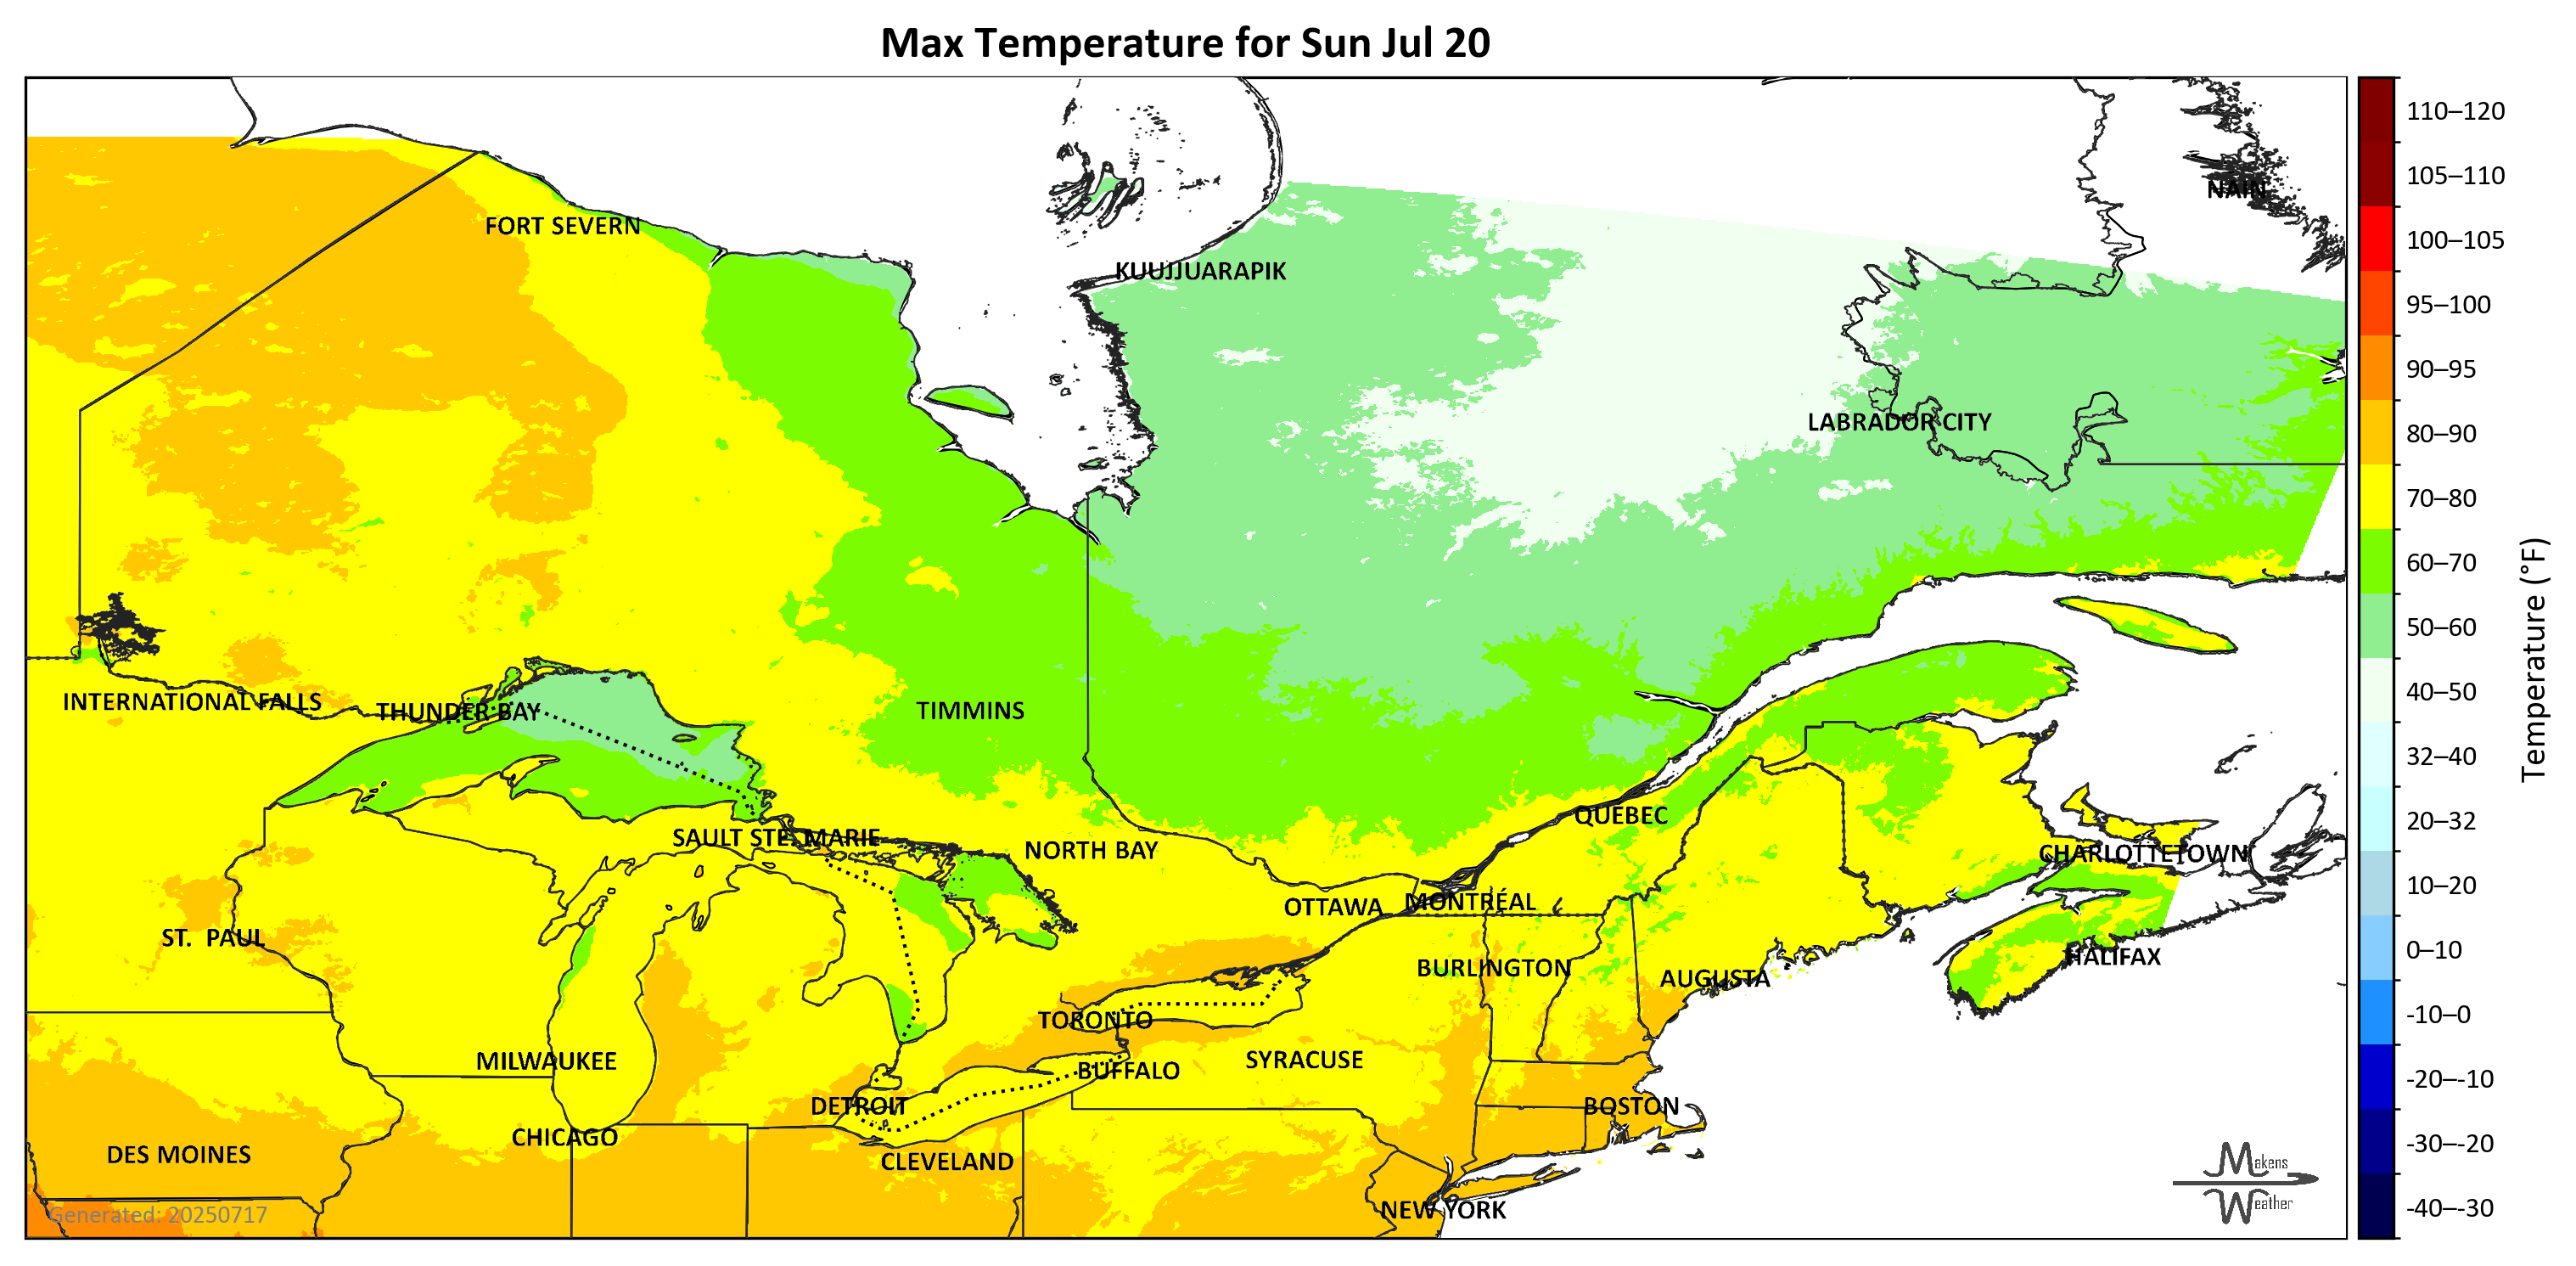 Max Temperature for Sun Jul 20
110–120
105–110
NAIN
FORT SEVERN
100–105
KUUJJUARAPIK
95–100
90–95
LABRADOR CITY
80–90
70–80
60–70
50–60
Temperature (°F)
40–50
INTERNATIONAL FALLS
THUNDER BAY
TIMMINS
32–40
QUÉBEC
20–32
SAULT STE. MARIE
NORTH BAY
CHARLOTTETOWN
10–20
OTTAWA
MONTRÉAL
ST. PAUL
0–10
HALIFAX
BURLINGTON
AUGUSTA
-10–0
TORONTO
MILWAUKEE
SYRACUSE
BUFFALO
-20–-10
DETROIT
BOSTON
CHICAGO
-30–-20
DES MOINES
CLEVELAND
Makens
Weather
NEW YORK
-40–-30
Generated: 20250717